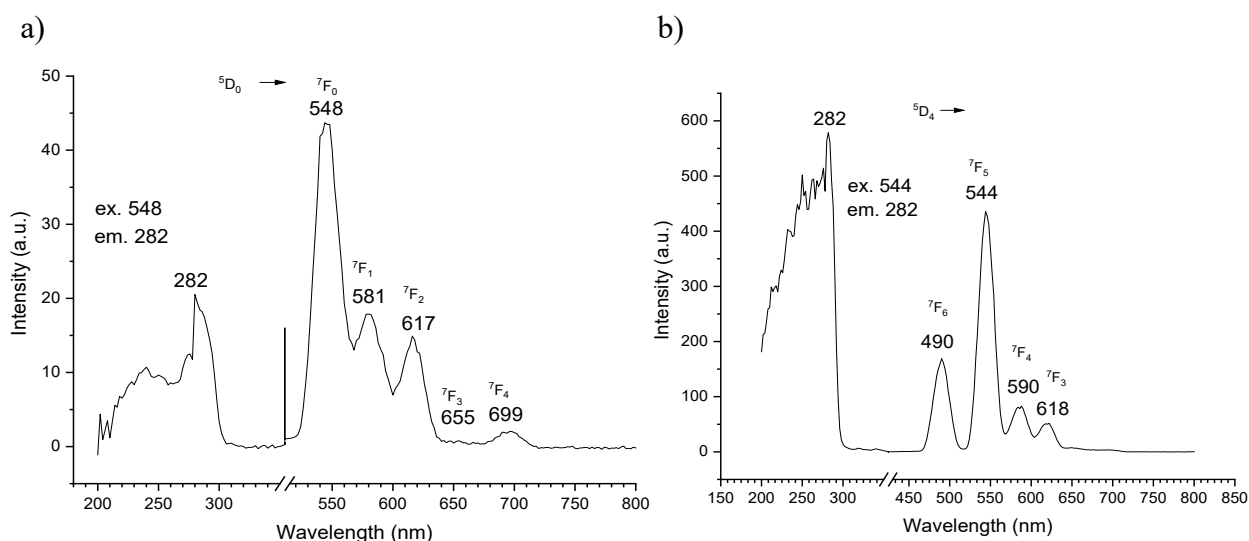 a)
50
40
30
20
10
0
Intensity (a.u.)
⁵D₀ →
⁷F₀
548
ex. 548
em. 282
282
⁷F₁
581
⁷F₂
617
⁷F₃
655
⁷F₄
699
200 250 300 550 600 650 700 750 800
Wavelength (nm)
b)
600
500
400
300
200
100
0
Intensity (a.u.)
282
⁵D₄ →
ex. 544
em. 282
⁷F₅
544
⁷F₆
490
⁷F₄
590
⁷F₃
618
150 200 250 300 450 500 550 600 650 700 750 800 850
Wavelength (nm)